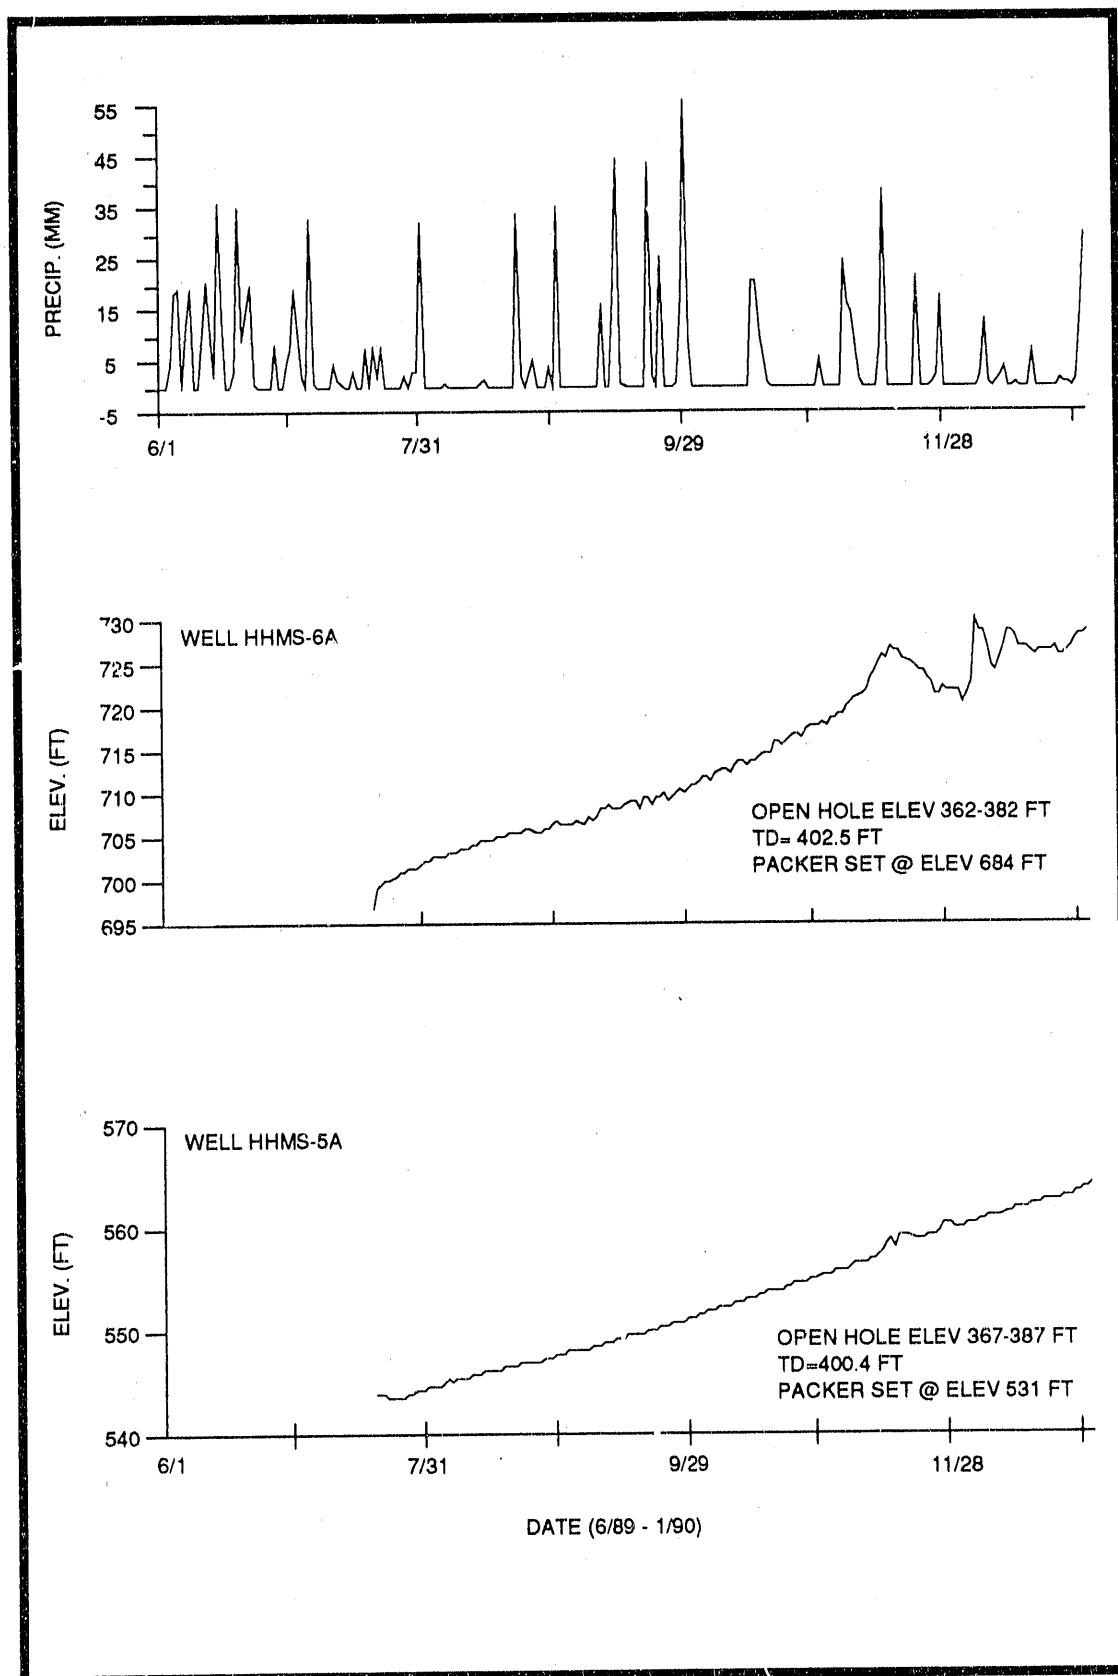 55
45
35
25
15
5
-5
PRECIP. (MM)
6/1
7/31
9/29
11/28
WELL HHMS-6A
730
725
720
715
710
705
700
695
ELEV. (FT)
OPEN HOLE ELEV 362-382 FT
TD= 402.5 FT
PACKER SET @ ELEV 684 FT
WELL HHMS-5A
570
560
550
540
ELEV. (FT)
OPEN HOLE ELEV 367-387 FT
TD=400.4 FT
PACKER SET @ ELEV 531 FT
6/1
7/31
9/29
11/28
DATE (6/89 - 1/90)